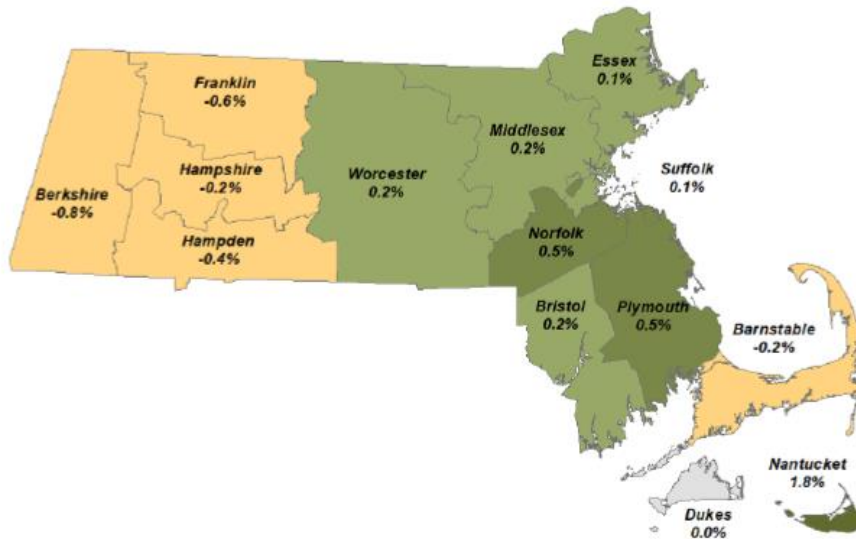 Essex
0.1%
Franklin
-0.6%
Middlesex
0.2%
Hampshire
-0.2%
Worcester
0.2%
Suffolk
0.1%
Berkshire
-0.8%
Hampden
-0.4%
Norfolk
0.5%
Bristol
0.2%
Plymouth
0.5%
Barnstable
-0.2%
Nantucket
1.8%
Dukes
0.0%